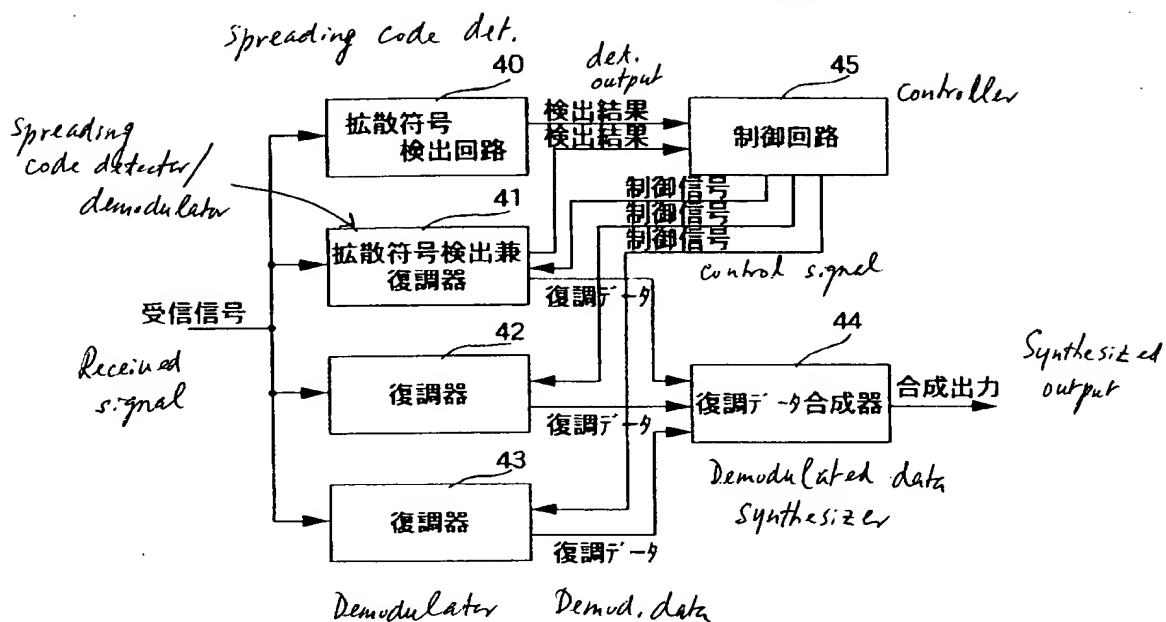 Spreading code det.
40
det.
output
45
controller
拡散符号
検出回路
検出結果
検出結果
制御回路
Spreading
code detector/
demodulator
41
制御信号
制御信号
制御信号
拡散符号検出兼
復調器
control signal
復調データ
受信信号
Received
signal
42
復調器
復調データ
44
復調データ合成器
合成出力
Synthesized
output
Demodulated data
synthesizer
43
復調器
復調データ
Demodulator
Demod. data